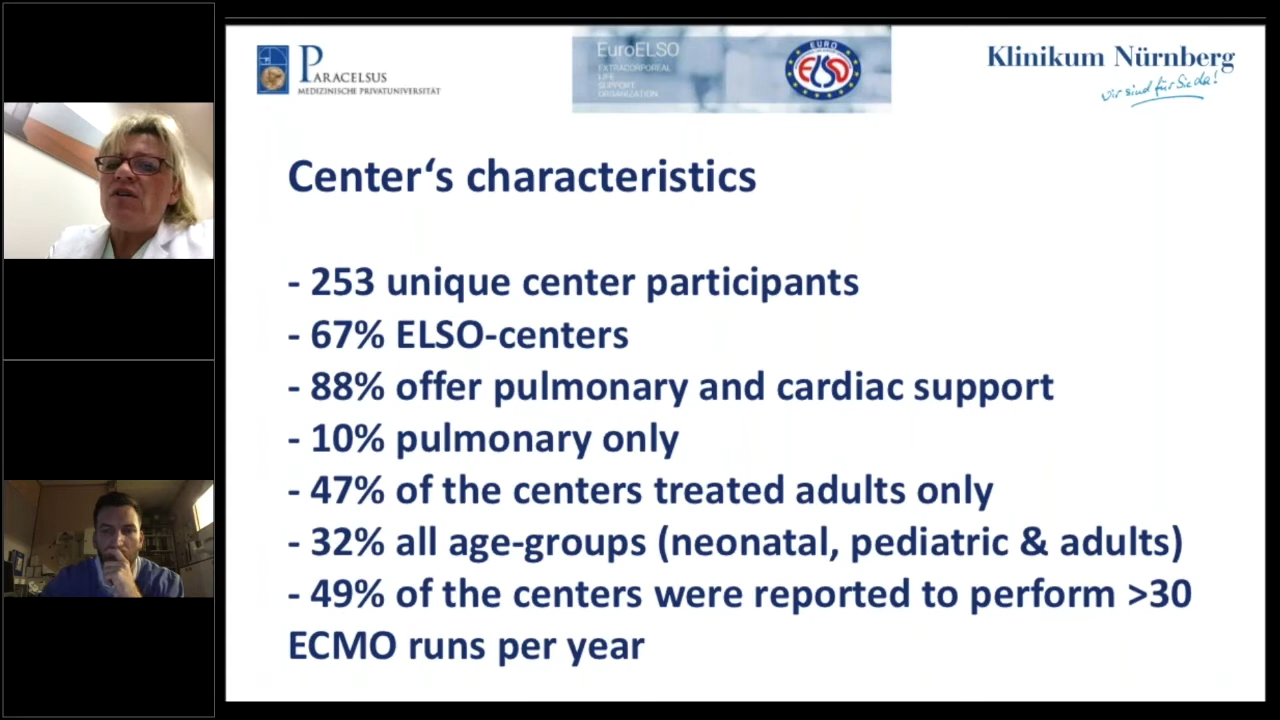 PARACELSUS
MEDIZINISCHE PRIVATUNIVERSITÄT
EuroELSO
EXTRACORPOREAL
LIFE
SUPPORT
ORGANIZATION
EURO
ELSO
Klinikum Nürnberg
wir sind für Sie da!
Center‘s characteristics
- 253 unique center participants
- 67% ELSO-centers
- 88% offer pulmonary and cardiac support
- 10% pulmonary only
- 47% of the centers treated adults only
- 32% all age-groups (neonatal, pediatric & adults)
- 49% of the centers were reported to perform >30
ECMO runs per year